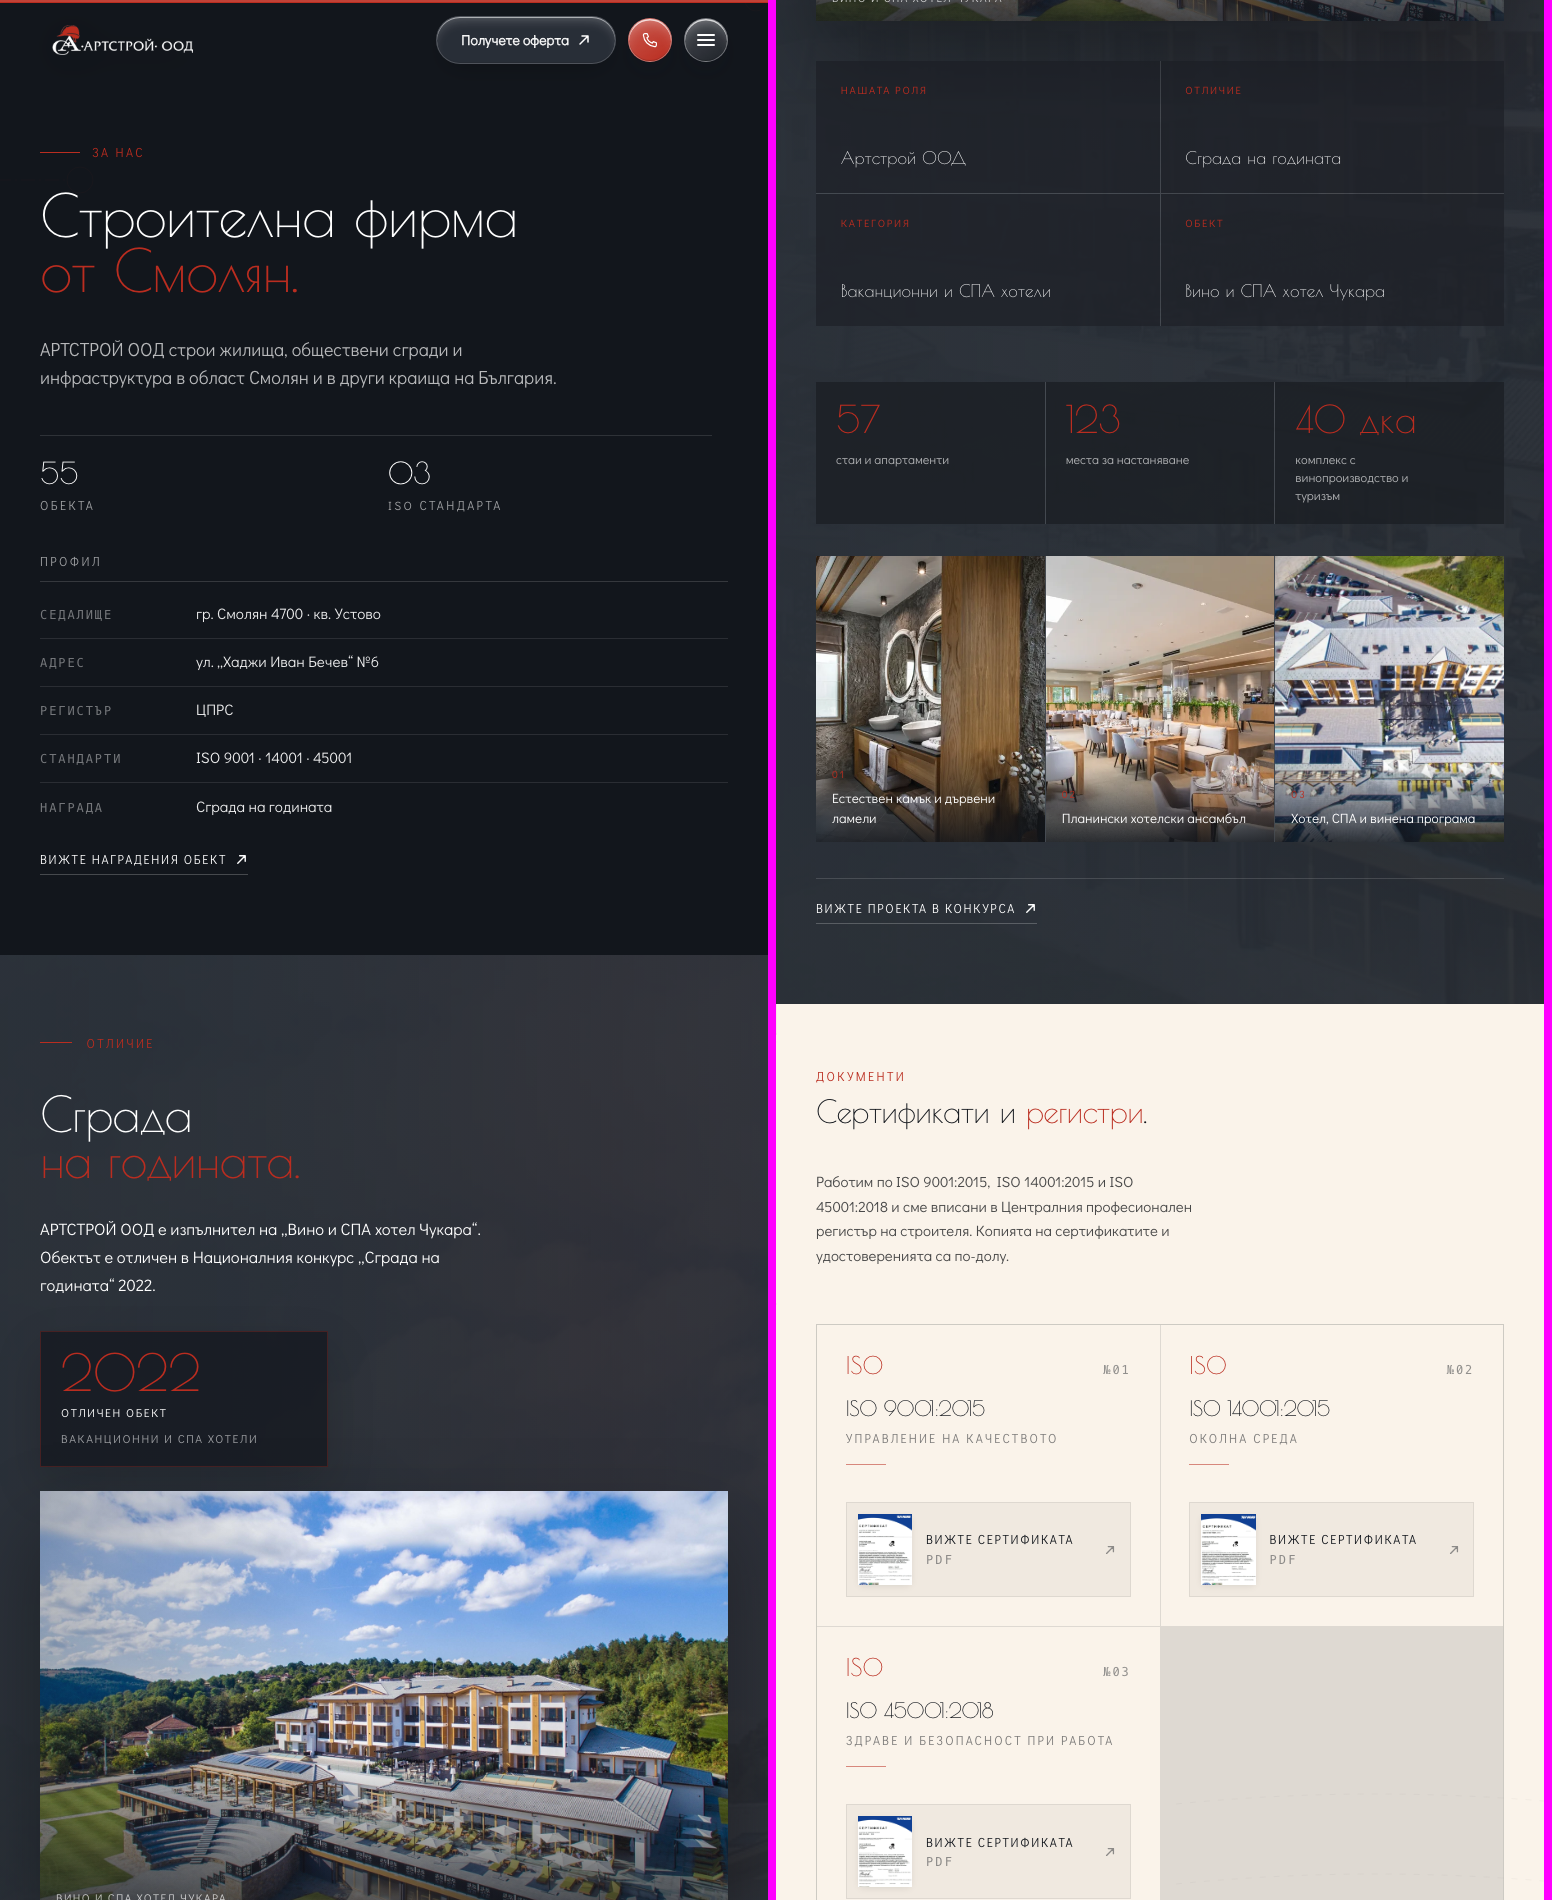 АРТСТРОЙ· ООД
Получете оферта
ЗА НАС
Строителна фирма
от Смолян.
АРТСТРОЙ ООД строи жилища, обществени сгради и
инфраструктура в област Смолян и в други краища на България.
55
ОБЕКТА
03
ISO СТАНДАРТА
ПРОФИЛ
СЕДАЛИЩЕ
гр. Смолян 4700 · кв. Устово
АДРЕС
ул. „Хаджи Иван Бечев“ №6
РЕГИСТЪР
ЦПРС
СТАНДАРТИ
ISO 9001 · 14001 · 45001
НАГРАДА
Сграда на годината
ВИЖТЕ НАГРАДЕНИЯ ОБЕКТ
ОТЛИЧИЕ
Сграда
на годината.
АРТСТРОЙ ООД е изпълнител на „Вино и СПА хотел Чукара“.
Обектът е отличен в Националния конкурс „Сграда на
годината“ 2022.
2022
ОТЛИЧЕН ОБЕКТ
ВАКАНЦИОННИ И СПА ХОТЕЛИ
ВИНО И СПА ХОТЕЛ ЧУКАРА
НАШАТА РОЛЯ
Артстрой ООД
ОТЛИЧИЕ
Сграда на годината
КАТЕГОРИЯ
Ваканционни и СПА хотели
ОБЕКТ
Вино и СПА хотел Чукара
57
стаи и апартаменти
123
места за настаняване
40 дка
комплекс с
винопроизводство и
туризъм
01
Естествен камък и дървени
ламели
Планински хотелски ансамбъл
03
Хотел, СПА и винена програма
ВИЖТЕ ПРОЕКТА В КОНКУРСА
ДОКУМЕНТИ
Сертификати и регистри.
Работим по ISO 9001:2015, ISO 14001:2015 и ISO
45001:2018 и сме вписани в Централния професионален
регистър на строителя. Копията на сертификатите и
удостоверенията са по-долу.
ISO
№01
ISO 9001:2015
УПРАВЛЕНИЕ НА КАЧЕСТВОТО
СЕРТИФИКАТ
ВИЖТЕ СЕРТИФИКАТА
PDF
ISO
№02
ISO 14001:2015
ОКОЛНА СРЕДА
СЕРТИФИКАТ
ВИЖТЕ СЕРТИФИКАТА
PDF
ISO
№03
ISO 45001:2018
ЗДРАВЕ И БЕЗОПАСНОСТ ПРИ РАБОТА
СЕРТИФИКАТ
ВИЖТЕ СЕРТИФИКАТА
PDF